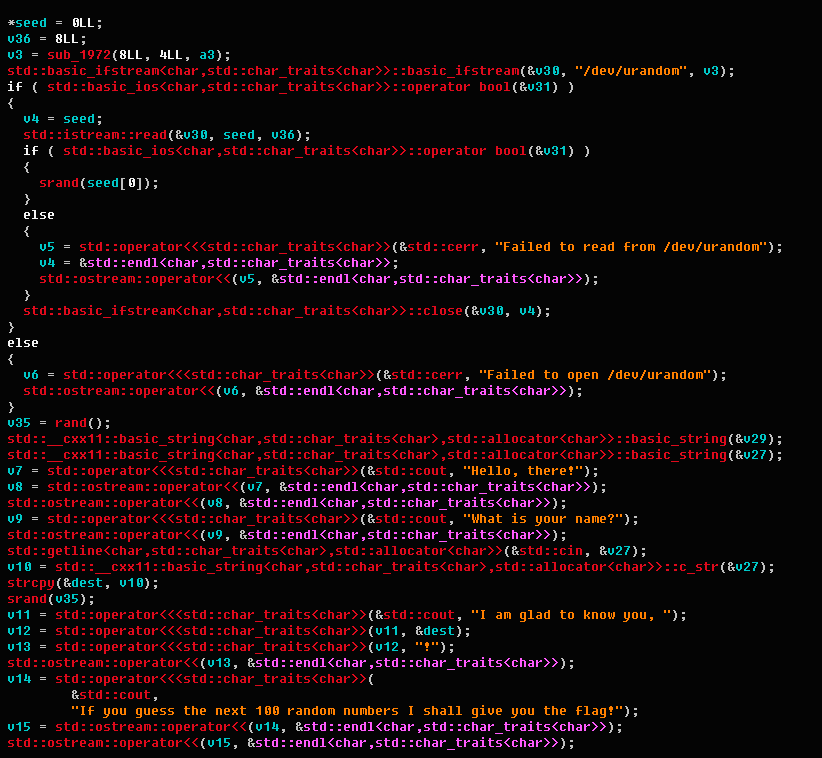 *seed = 0LL;
v36 = 8LL;
v3 = sub_1972(8LL, 4LL, a3);
std::basic_ifstream<char,std::char_traits<char>>::basic_ifstream(&v30, "/dev/urandom", v3);
if ( std::basic_ios<char,std::char_traits<char>>::operator bool(&v31) )
{
v4 = seed;
std::istream::read(&v30, seed, v36);
if ( std::basic_ios<char,std::char_traits<char>>::operator bool(&v31) )
{
srand(seed[0]);
}
else
{
v5 = std::operator<<<std::char_traits<char>>(&std::cerr, "Failed to read from /dev/urandom");
v4 = &std::endl<char,std::char_traits<char>>;
std::ostream::operator<<(v5, &std::endl<char,std::char_traits<char>>);
}
std::basic_ifstream<char,std::char_traits<char>>::close(&v30, v4);
}
else
{
v6 = std::operator<<<std::char_traits<char>>(&std::cerr, "Failed to open /dev/urandom");
std::ostream::operator<<(v6, &std::endl<char,std::char_traits<char>>);
}
v35 = rand();
std::__cxx11::basic_string<char,std::char_traits<char>,std::allocator<char>>::basic_string(&v29);
std::__cxx11::basic_string<char,std::char_traits<char>,std::allocator<char>>::basic_string(&v27);
v7 = std::operator<<<std::char_traits<char>>(&std::cout, "Hello, there!");
v8 = std::ostream::operator<<(v7, &std::endl<char,std::char_traits<char>>);
std::ostream::operator<<(v8, &std::endl<char,std::char_traits<char>>);
v9 = std::operator<<<std::char_traits<char>>(&std::cout, "What is your name?");
std::ostream::operator<<(v9, &std::endl<char,std::char_traits<char>>);
std::getline<char,std::char_traits<char>,std::allocator<char>>(&std::cin, &v27);
v10 = std::__cxx11::basic_string<char,std::char_traits<char>,std::allocator<char>>::c_str(&v27);
strcpy(&dest, v10);
srand(v35);
v11 = std::operator<<<std::char_traits<char>>(&std::cout, "I am glad to know you, ");
v12 = std::operator<<<std::char_traits<char>>(v11, &dest);
v13 = std::operator<<<std::char_traits<char>>(v12, "!");
std::ostream::operator<<(v13, &std::endl<char,std::char_traits<char>>);
v14 = std::operator<<<std::char_traits<char>>(
&std::cout,
"If you guess the next 100 random numbers I shall give you the flag!");
v15 = std::ostream::operator<<(v14, &std::endl<char,std::char_traits<char>>);
std::ostream::operator<<(v15, &std::endl<char,std::char_traits<char>>);